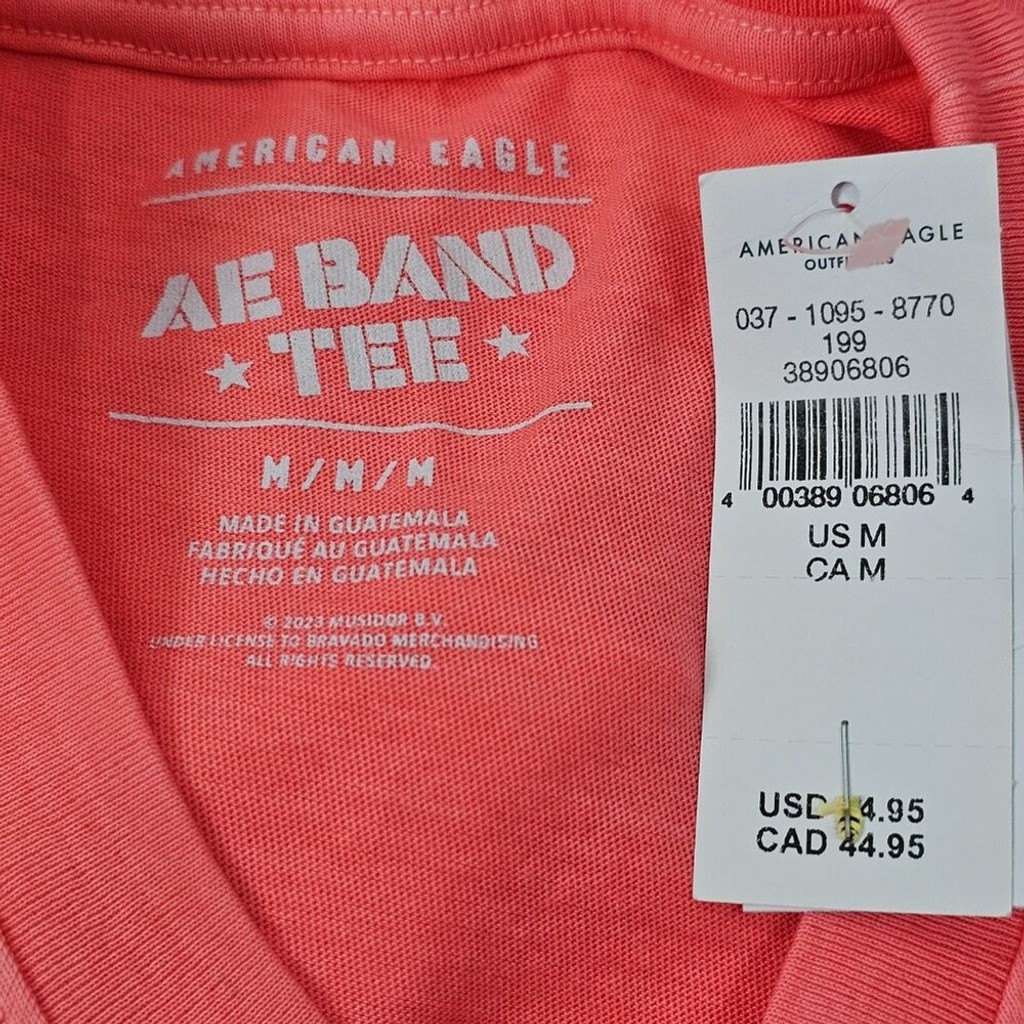 AMERICAN EAGLE
AE BAND
TEE
M/M/M
MADE IN GUATEMALA
FABRIQUÉ AU GUATEMALA
HECHO EN GUATEMALA
© 2023 MUSIDOR B.V.
UNDER LICENSE TO BRAVADO MERCHANDISING
ALL RIGHTS RESERVED.
AMERICAN EAGLE
OUTFITTERS
037 - 1095 - 8770
199
38906806
4 00389 06806 4
US M
CA M
USD
CAD 44.95